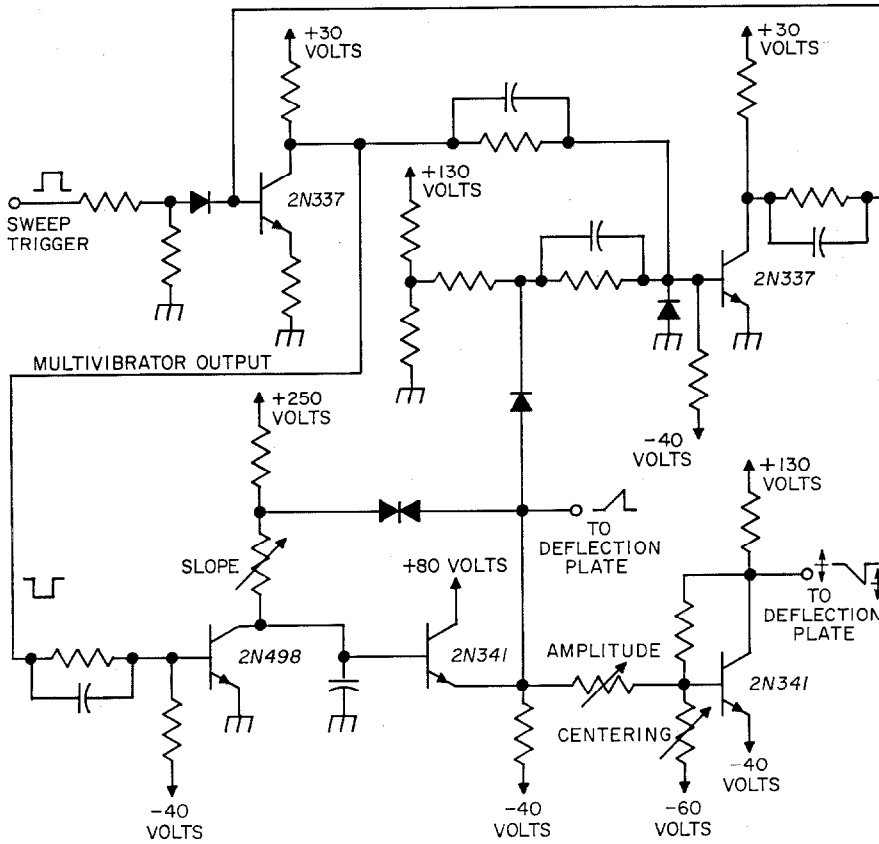 +30
VOLTS
+30
VOLTS
+130
VOLTS
2N337
SWEEP
TRIGGER
2N337
MULTIVIBRATOR OUTPUT
+250
VOLTS
-40
VOLTS
+130
VOLTS
TO
DEFLECTION
PLATE
SLOPE
+80 VOLTS
TO
DEFLECTION
PLATE
2N498
2N341
AMPLITUDE
2N341
CENTERING
-40
VOLTS
-40
VOLTS
-40
VOLTS
-60
VOLTS